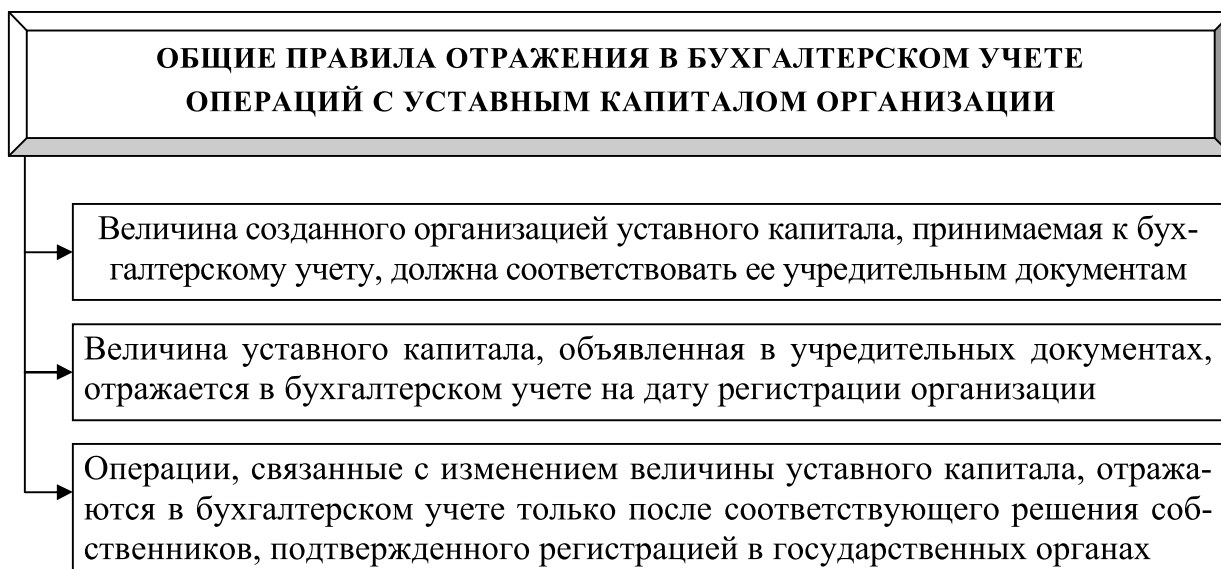 ОБЩИЕ ПРАВИЛА ОТРАЖЕНИЯ В БУХГАЛТЕРСКОМ УЧЕТЕ
ОПЕРАЦИЙ С УСТАВНЫМ КАПИТАЛОМ ОРГАНИЗАЦИИ
Величина созданного организацией уставного капитала, принимаемая к бух-
галтерскому учету, должна соответствовать ее учредительным документам
Величина уставного капитала, объявленная в учредительных документах,
отражается в бухгалтерском учете на дату регистрации организации
Операции, связанные с изменением величины уставного капитала, отража-
ются в бухгалтерском учете только после соответствующего решения соб-
ственников, подтвержденного регистрацией в государственных органах